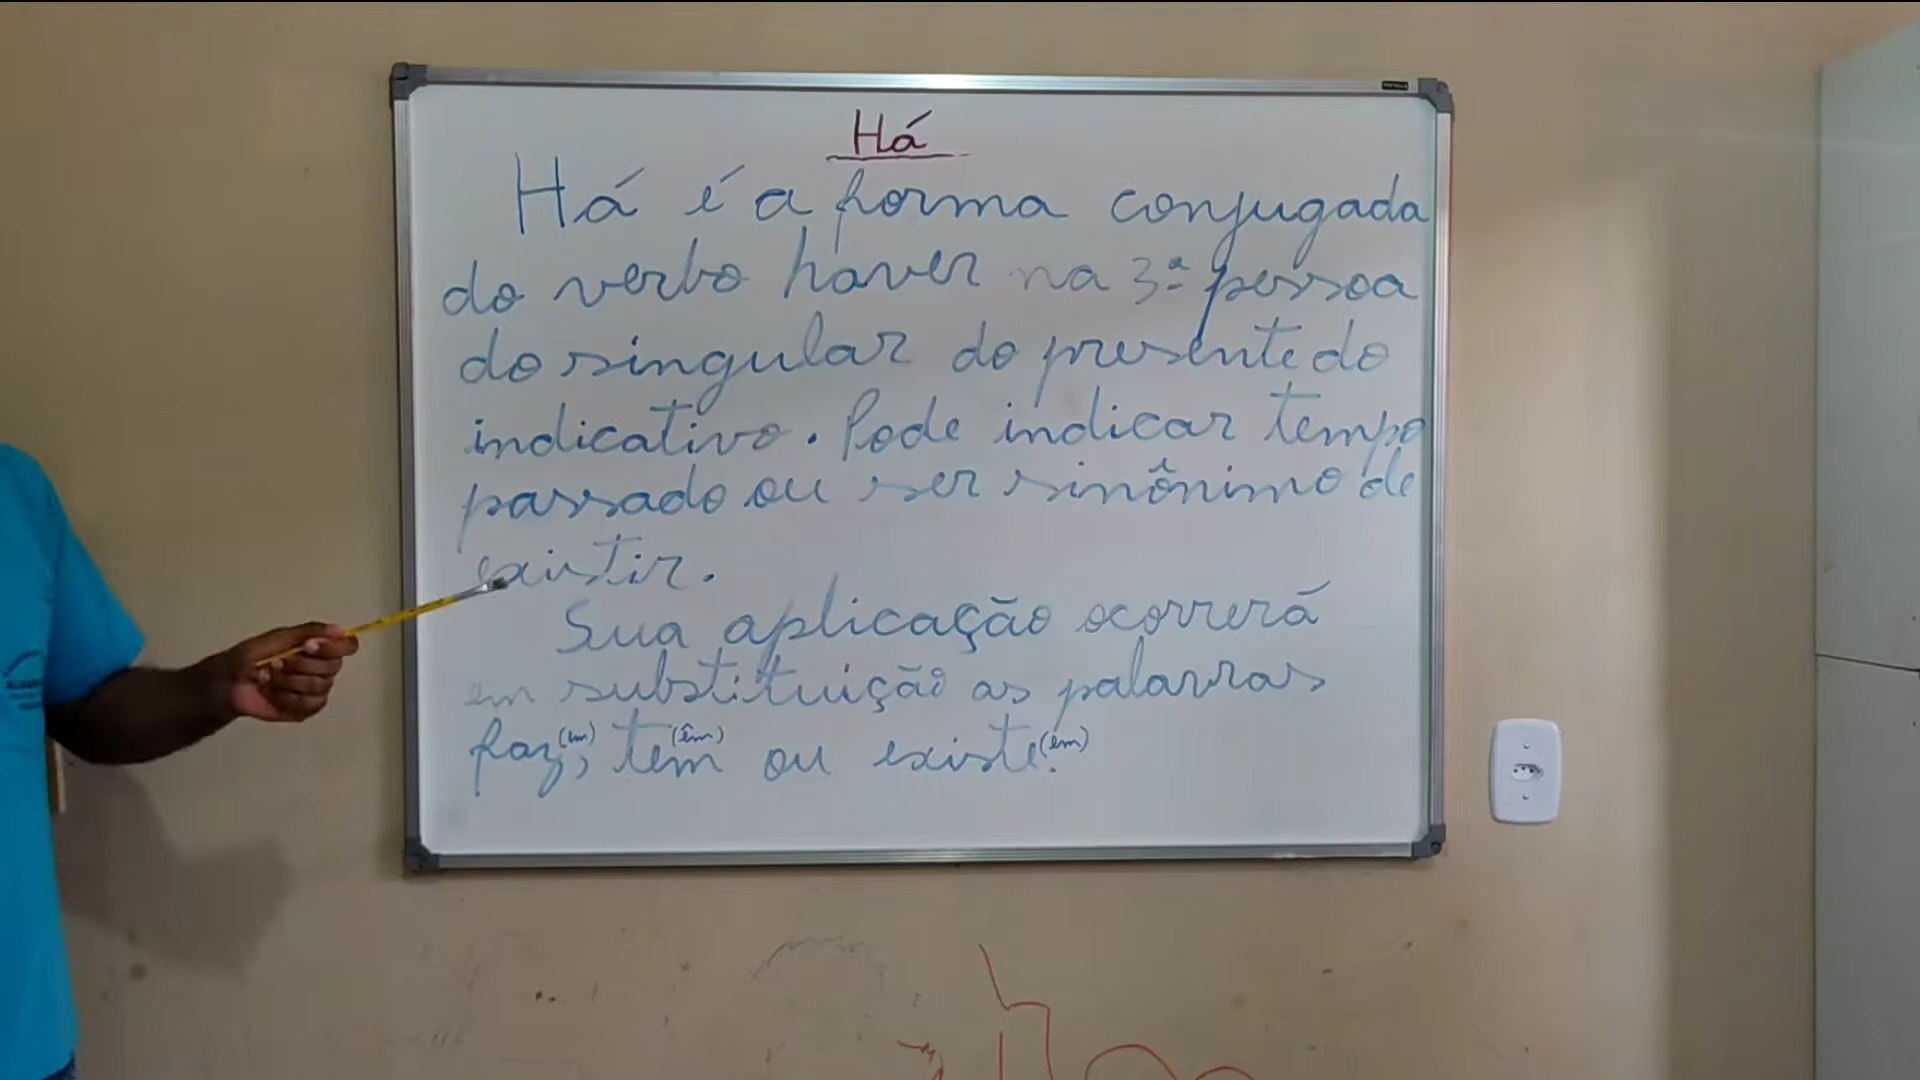 Há
Há é a forma conjugada
do verbo haver na 3ª pessoa
do singular do presente do
indicativo. Pode indicar tempo
passado ou ser sinônimo de
existir.
Sua aplicação ocorrerá
em substituição as palavras
faz(em), tem(êm) ou existe(em).